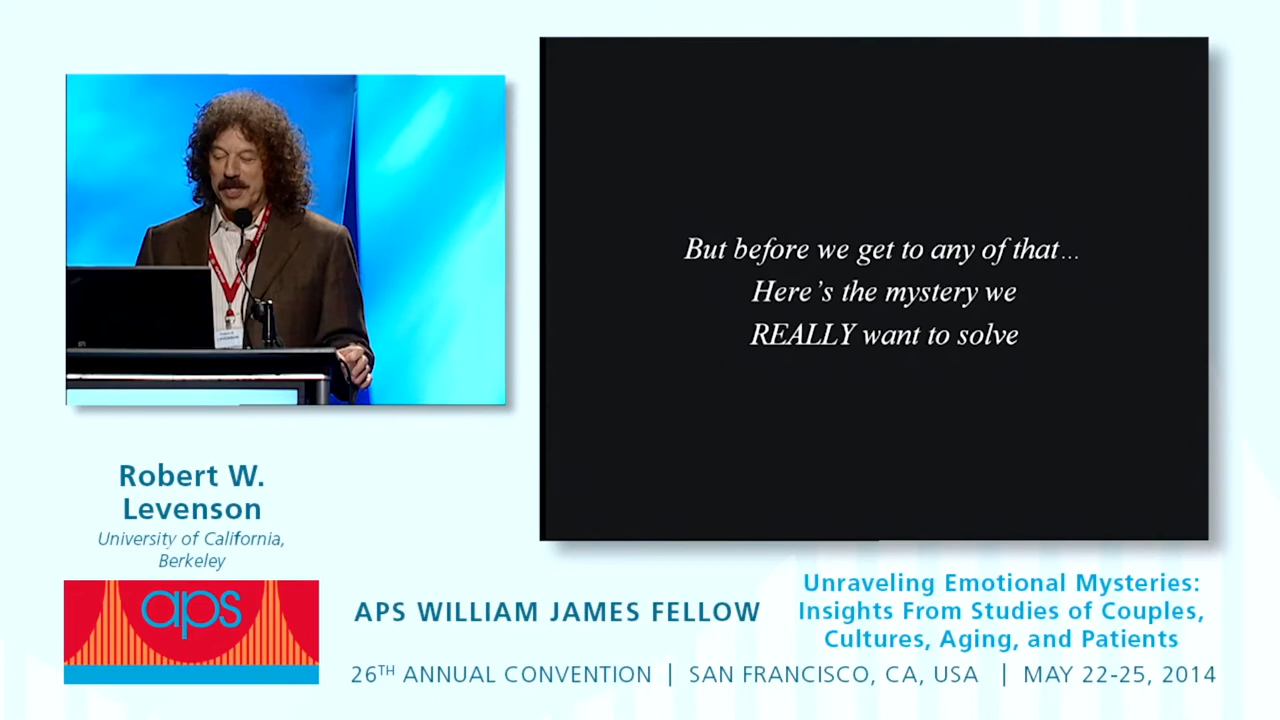 But before we get to any of that...
Here's the mystery we
REALLY want to solve
Robert W.
Levenson
University of California,
Berkeley
aps
APS WILLIAM JAMES FELLOW
Unraveling Emotional Mysteries:
Insights From Studies of Couples,
Cultures, Aging, and Patients
26TH ANNUAL CONVENTION | SAN FRANCISCO, CA, USA | MAY 22-25, 2014